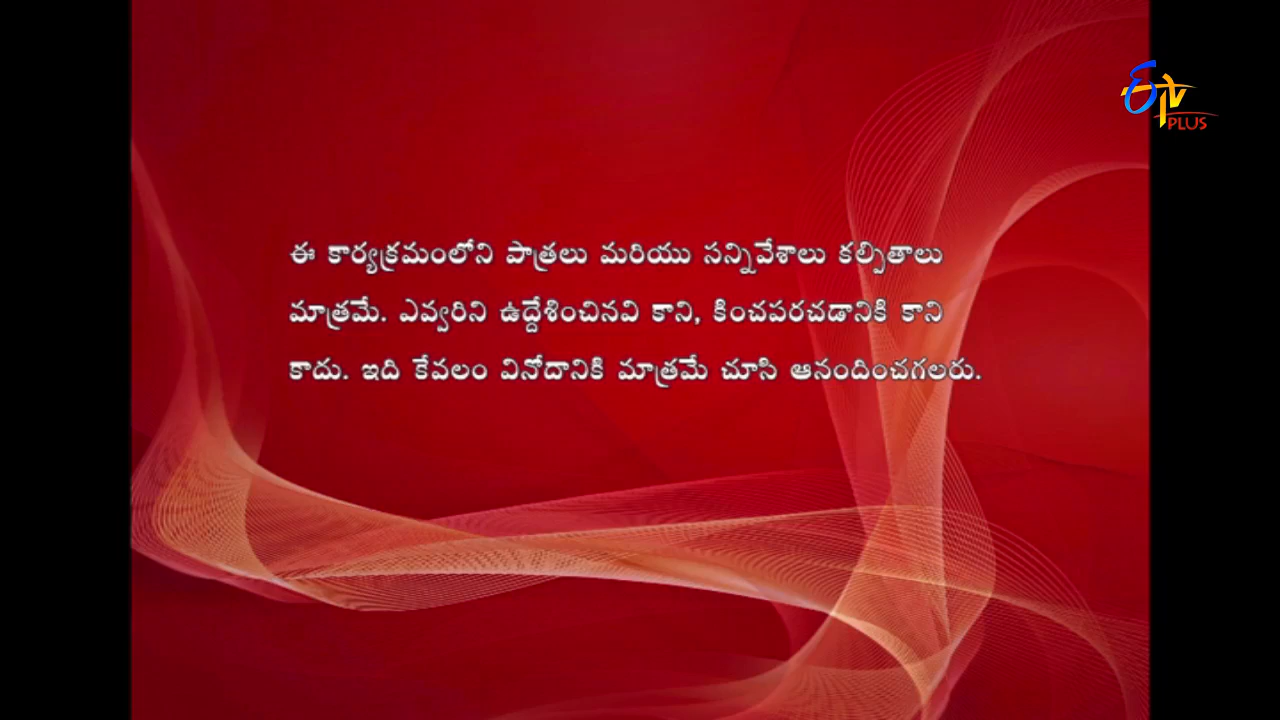 ETV
PLUS
ఈ కార్యక్రమంలోని పాత్రలు మరియు సన్నివేశాలు కల్పితాలు
మాత్రమే. ఎవ్వరిని ఉద్దేశించినవి కాని, కించపరచడానికి కాని
కాదు. ఇది కేవలం వినోదానికి మాత్రమే చూసి ఆనందించగలరు.